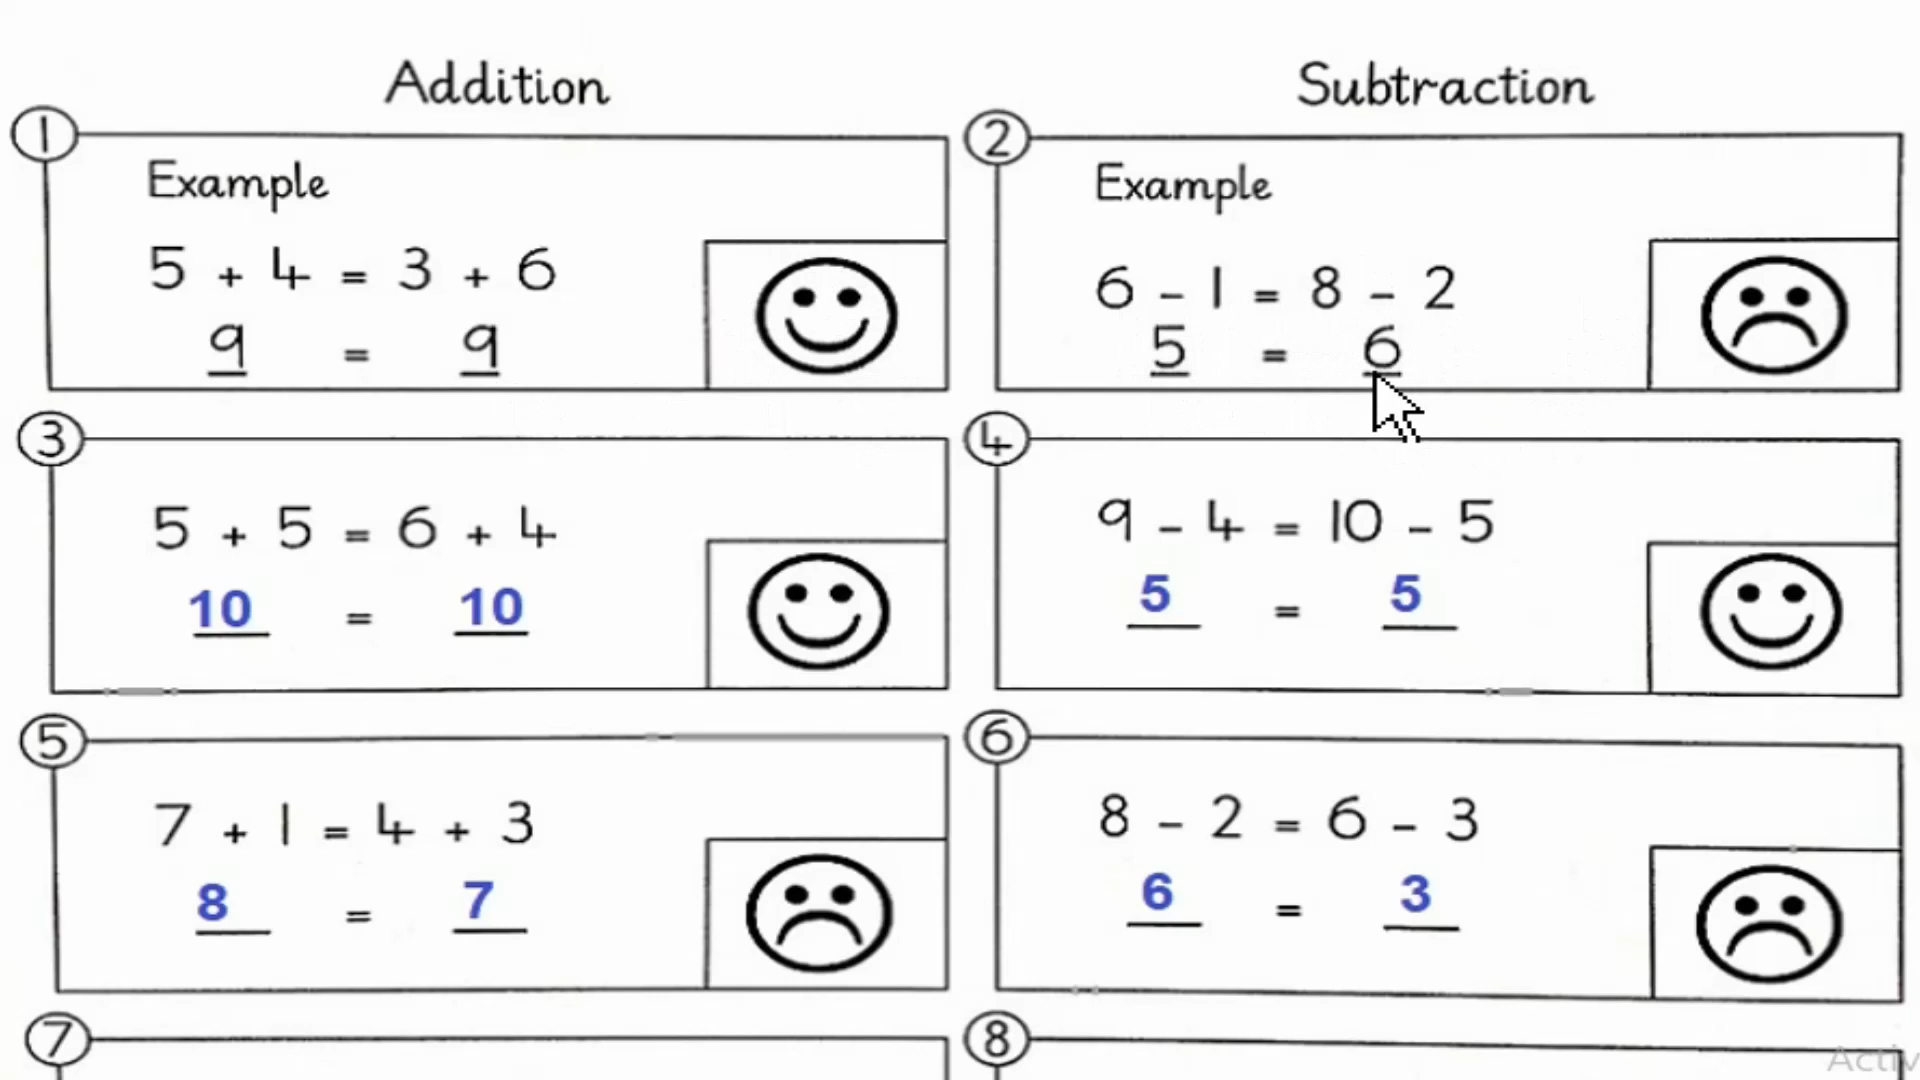 Addition
Subtraction
1
Example
5 + 4 = 3 + 6
9 = 9
2
Example
6 - 1 = 8 - 2
5 = 6
3
5 + 5 = 6 + 4
10 = 10
4
9 - 4 = 10 - 5
5 = 5
5
7 + 1 = 4 + 3
8 = 7
6
8 - 2 = 6 - 3
6 = 3
7
8